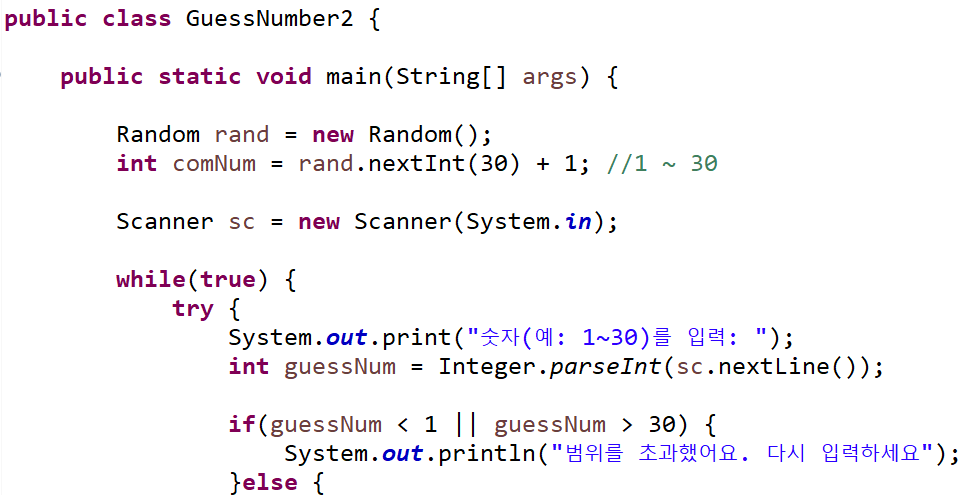 public class GuessNumber2 {
public static void main(String[] args) {
Random rand = new Random();
int comNum = rand.nextInt(30) + 1; //1 ~ 30
Scanner sc = new Scanner(System.in);
while(true) {
try {
System.out.print("숫자(예: 1~30)를 입력: ");
int guessNum = Integer.parseInt(sc.nextLine());
if(guessNum < 1 || guessNum > 30) {
System.out.println("범위를 초과했어요. 다시 입력하세요");
}else {